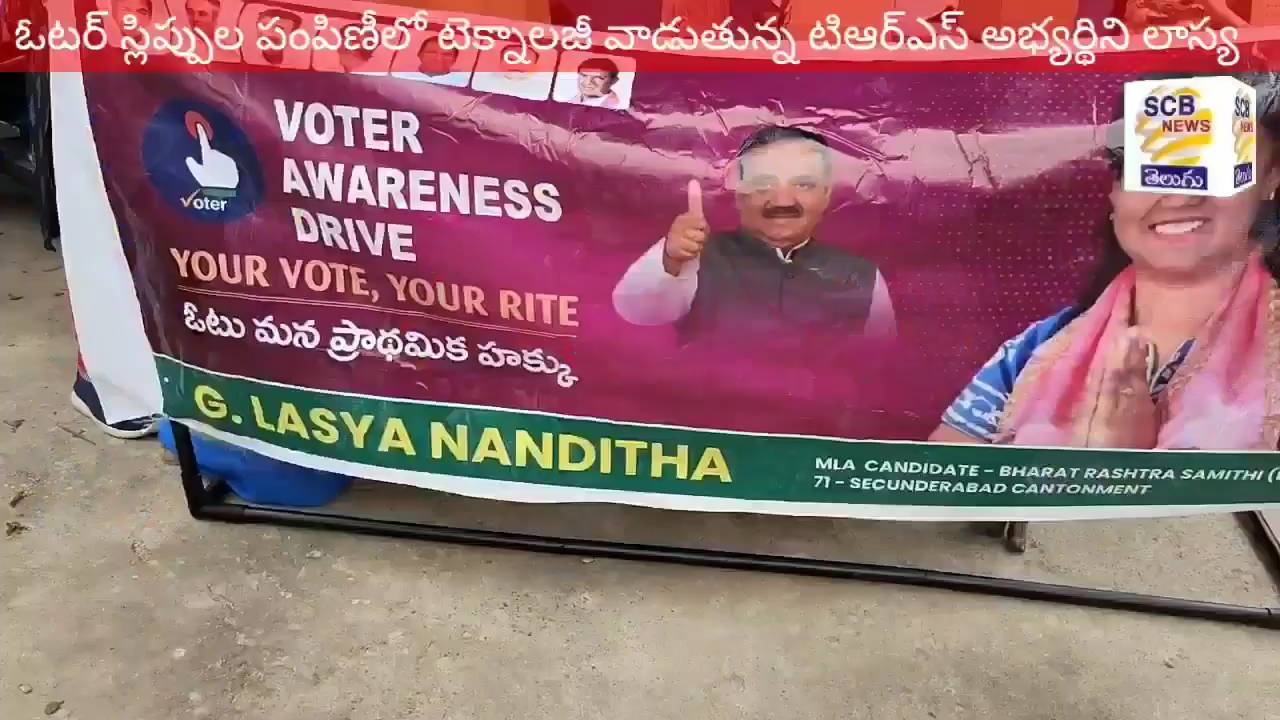 ఓటర్ స్లిప్పుల పంపిణీలో టెక్నాలజీ వాడుతున్న టిఆర్ఎస్ అభ్యర్థిని లాస్య
SCB
NEWS
తెలుగు
VOTER
AWARENESS
DRIVE
Voter
YOUR VOTE, YOUR RITE
ఓటు మన ప్రాథమిక హక్కు
G. LASYA NANDITHA
MLA CANDIDATE - BHARAT RASHTRA SAMITHI
71 - SECUNDERABAD CANTONMENT